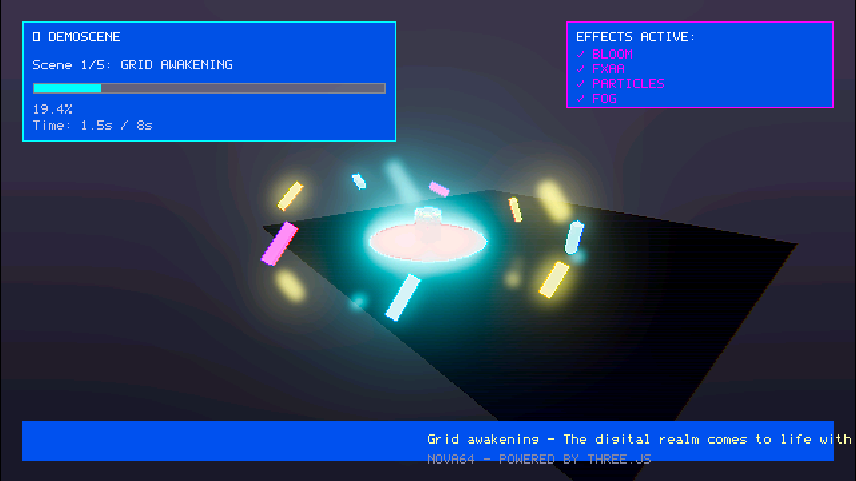 DEMOSCENE
Scene 1/5: GRID AWAKENING
19.4%
Time: 1.5s / 8s
EFFECTS ACTIVE:
✓ BLOOM
✓ FXAA
✓ PARTICLES
✓ FOG
Grid awakening - The digital realm comes to life with
NOVA64 - POWERED BY THREE.JS